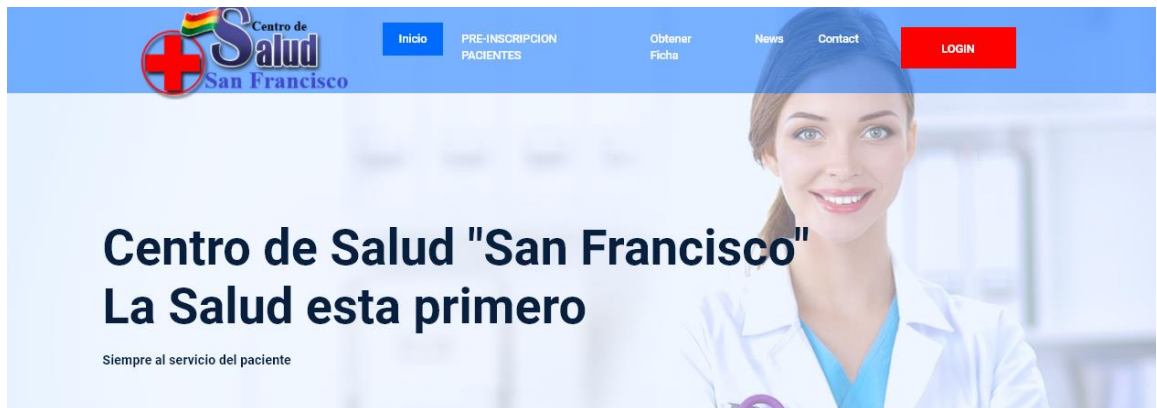 Centro de
Salud
San Francisco
Inicio
PRE-INSCRIPCION
PACIENTES
Obtener
Ficha
News
Contact
LOGIN
Centro de Salud "San Francisco"
La Salud esta primero
Siempre al servicio del paciente